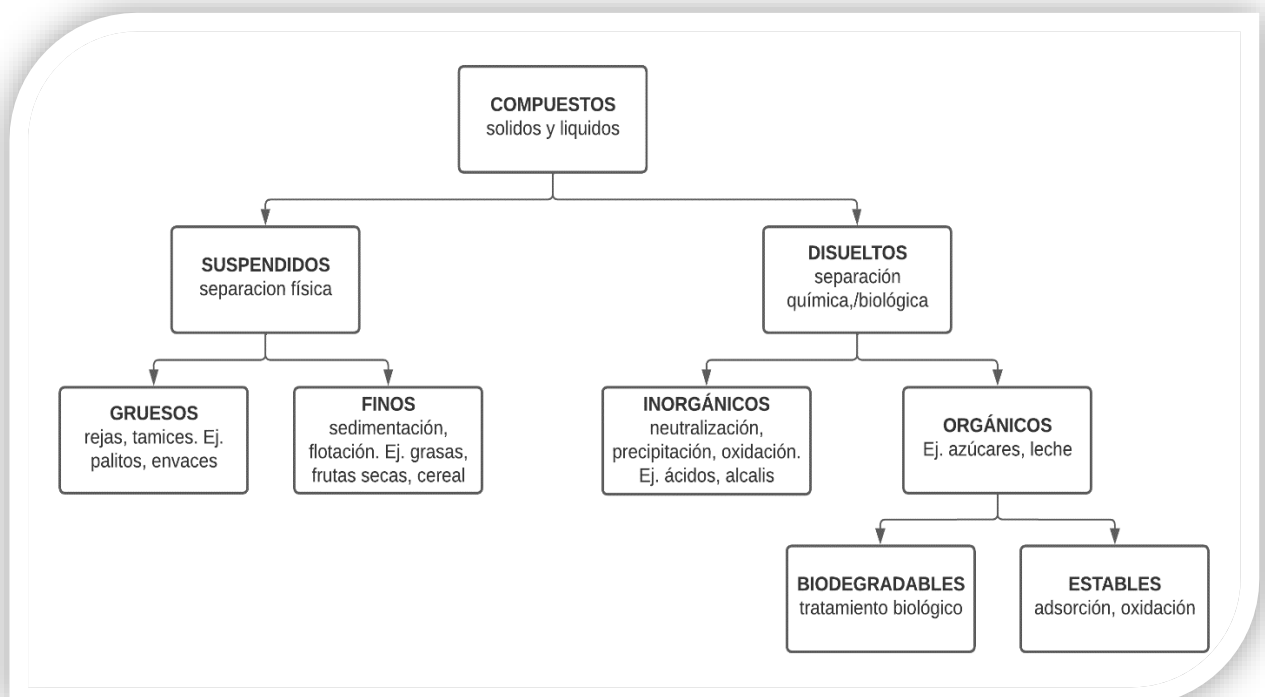 COMPUESTOS
solidos y liquidos
SUSPENDIDOS
separacion física
DISUELTOS
separación
química,/biológica
GRUESOS
rejas, tamices. Ej.
palitos, envaces
FINOS
sedimentación,
flotación. Ej. grasas,
frutas secas, cereal
INORGÁNICOS
neutralización,
precipitación, oxidación.
Ej. ácidos, alcalis
ORGÁNICOS
Ej. azúcares, leche
BIODEGRADABLES
tratamiento biológico
ESTABLES
adsorción, oxidación